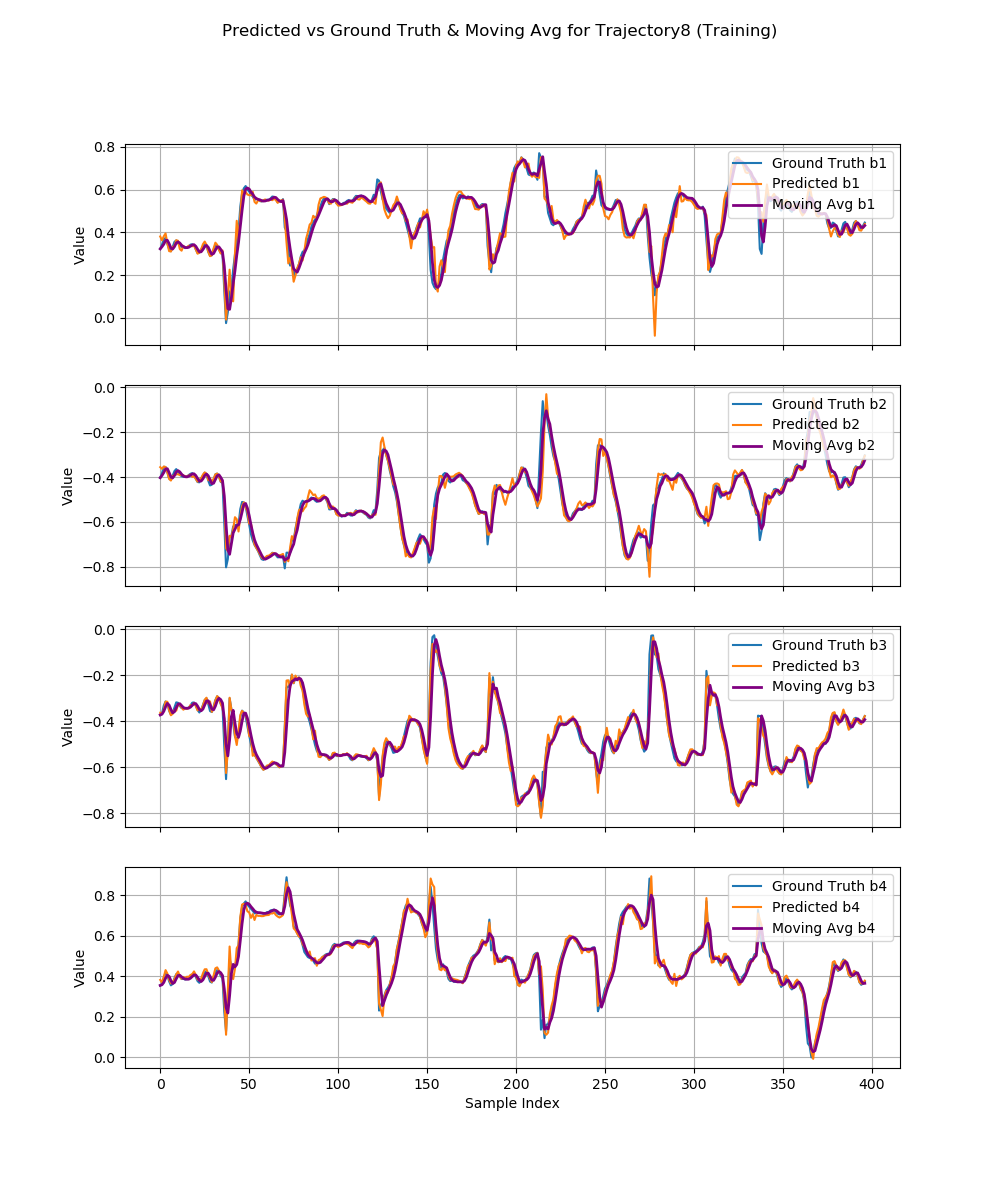 Predicted vs Ground Truth & Moving Avg for Trajectory8 (Training)
0.8
0.6
0.4
0.2
0.0
Value
Ground Truth b1
Predicted b1
Moving Avg b1
0.0
−0.2
−0.4
−0.6
−0.8
Value
Ground Truth b2
Predicted b2
Moving Avg b2
0.0
−0.2
−0.4
−0.6
−0.8
Value
Ground Truth b3
Predicted b3
Moving Avg b3
0.8
0.6
0.4
0.2
0.0
Value
Ground Truth b4
Predicted b4
Moving Avg b4
0 50 100 150 200 250 300 350 400
Sample Index